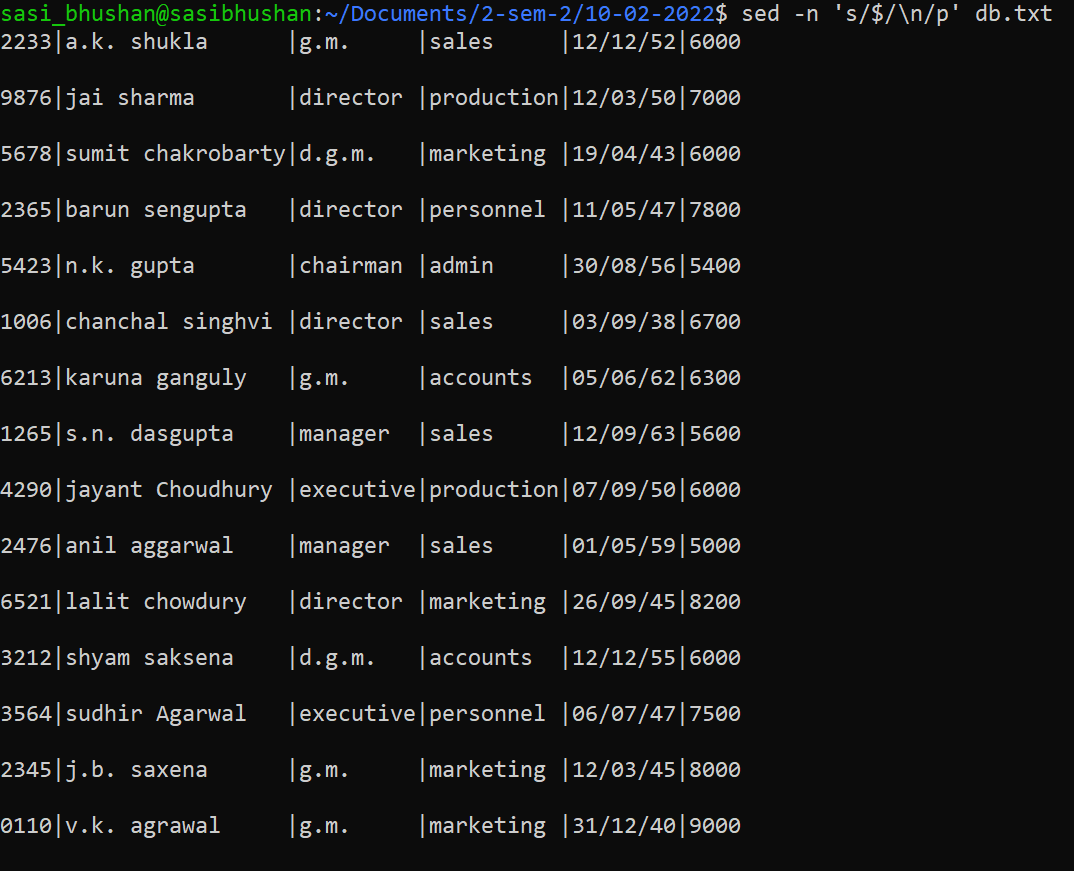 sasi_bhushan@sasibhushan:~/Documents/2-sem-2/10-02-2022$ sed -n 's/$/\n/p' db.txt
2233|a.k. shukla      |g.m.     |sales     |12/12/52|6000
9876|jai sharma       |director |production|12/03/50|7000
5678|sumit chakrobarty|d.g.m.   |marketing |19/04/43|6000
2365|barun sengupta   |director |personnel |11/05/47|7800
5423|n.k. gupta       |chairman |admin     |30/08/56|5400
1006|chanchal singhvi |director |sales     |03/09/38|6700
6213|karuna ganguly   |g.m.     |accounts  |05/06/62|6300
1265|s.n. dasgupta    |manager  |sales     |12/09/63|5600
4290|jayant Choudhury |executive|production|07/09/50|6000
2476|anil aggarwal    |manager  |sales     |01/05/59|5000
6521|lalit chowdury   |director |marketing |26/09/45|8200
3212|shyam saksena    |d.g.m.   |accounts  |12/12/55|6000
3564|sudhir Agarwal   |executive|personnel |06/07/47|7500
2345|j.b. saxena      |g.m.     |marketing |12/03/45|8000
0110|v.k. agrawal     |g.m.     |marketing |31/12/40|9000